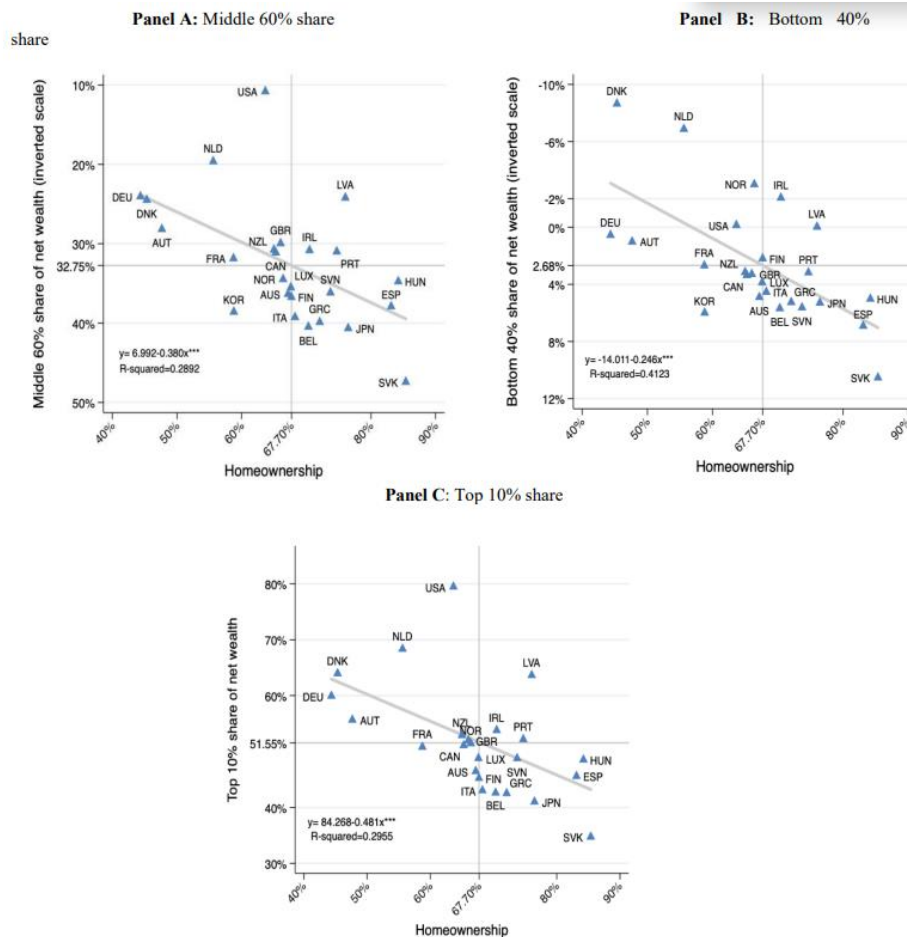 Panel A: Middle 60% share
Panel B: Bottom 40%
share
Middle 60% share of net wealth (inverted scale)
10%
20%
30%
32.75%
40%
50%
USA
NLD
DEU
DNK
AUT
LVA
GBR
NZL
IRL
FRA
CAN
PRT
NOR
LUX
SVN
HUN
AUS
FIN
ESP
KOR
ITA
GRC
BEL
JPN
SVK
y= 6.992-0.380x***
R-squared=0.2892
40%
50%
60%
67.70%
80%
90%
Homeownership
Bottom 40% share of net wealth (inverted scale)
-10%
-6%
-2%
0%
2.68%
4%
8%
12%
DNK
NLD
NOR
IRL
USA
LVA
DEU
AUT
FRA
FIN
PRT
NZL
GBR
CAN
LUX
KOR
ITA
GRC
HUN
AUS
JPN
BEL
SVN
ESP
SVK
y= -14.011-0.246x***
R-squared=0.4123
40%
50%
60%
67.70%
80%
90%
Homeownership
Panel C: Top 10% share
Top 10% share of net wealth
80%
70%
60%
51.55%
40%
30%
USA
NLD
DNK
LVA
DEU
AUT
NZL
IRL
NOR
PRT
FRA
GBR
CAN
LUX
HUN
AUS
FIN
SVN
ESP
GRC
ITA
BEL
JPN
SVK
y= 84.268-0.481x***
R-squared=0.2955
40%
50%
60%
67.70%
80%
90%
Homeownership